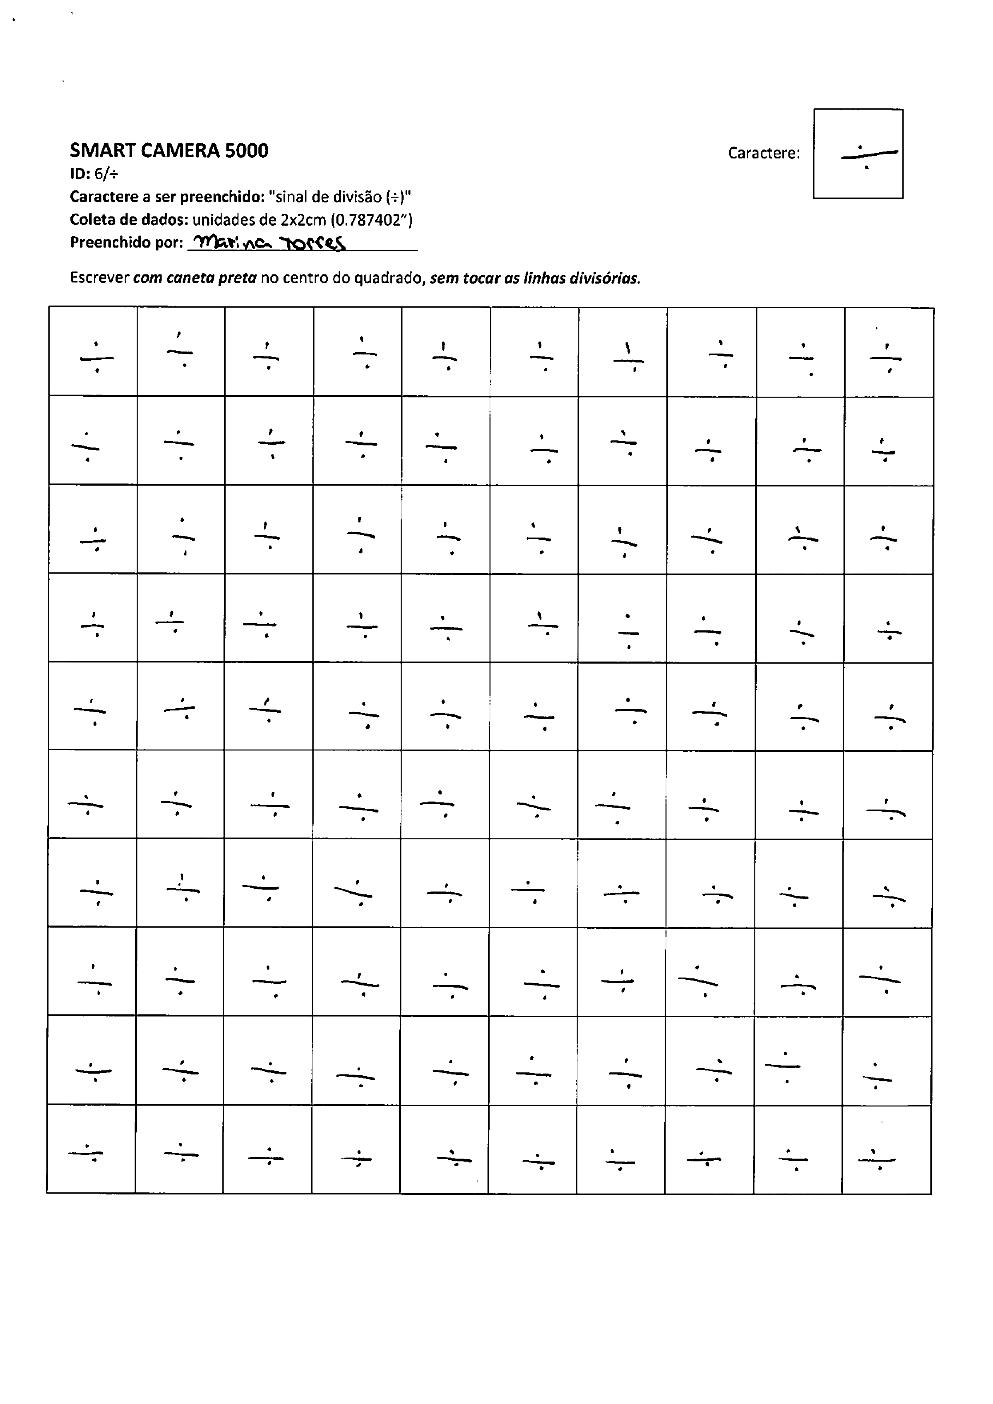 SMART CAMERA 5000
Caractere: ÷
ID: 6/÷
Caractere a ser preenchido: "sinal de divisão (÷)"
Coleta de dados: unidades de 2x2cm (0.787402")
Preenchido por: Marina Torres
Escrever com caneta preta no centro do quadrado, sem tocar as linhas divisórias.
÷ ÷ ÷ ÷ ÷ ÷ ÷ ÷ ÷ ÷
÷ ÷ ÷ ÷ ÷ ÷ ÷ ÷ ÷ ÷
÷ ÷ ÷ ÷ ÷ ÷ ÷ ÷ ÷ ÷
÷ ÷ ÷ ÷ ÷ ÷ ÷ ÷ ÷ ÷
÷ ÷ ÷ ÷ ÷ ÷ ÷ ÷ ÷ ÷
÷ ÷ ÷ ÷ ÷ ÷ ÷ ÷ ÷ ÷
÷ ÷ ÷ ÷ ÷ ÷ ÷ ÷ ÷ ÷
÷ ÷ ÷ ÷ ÷ ÷ ÷ ÷ ÷ ÷
÷ ÷ ÷ ÷ ÷ ÷ ÷ ÷ ÷ ÷
÷ ÷ ÷ ÷ ÷ ÷ ÷ ÷ ÷ ÷